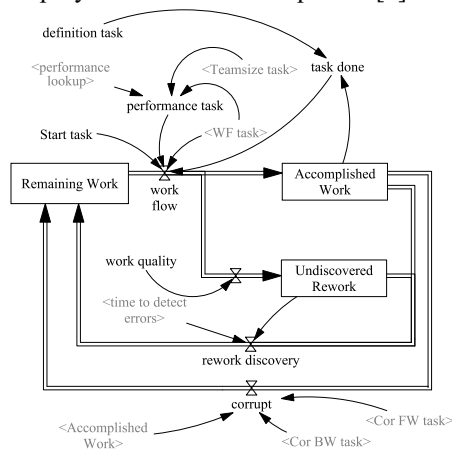 definition task
<performance
lookup>
<Teamsize task>
task done
performance task
Start task
<WF task>
Remaining Work
work
flow
Accomplished
Work
work quality
Undiscovered
Rework
<time to detect
errors>
rework discovery
corrupt
<Accomplished
Work>
<Cor FW task>
<Cor BW task>